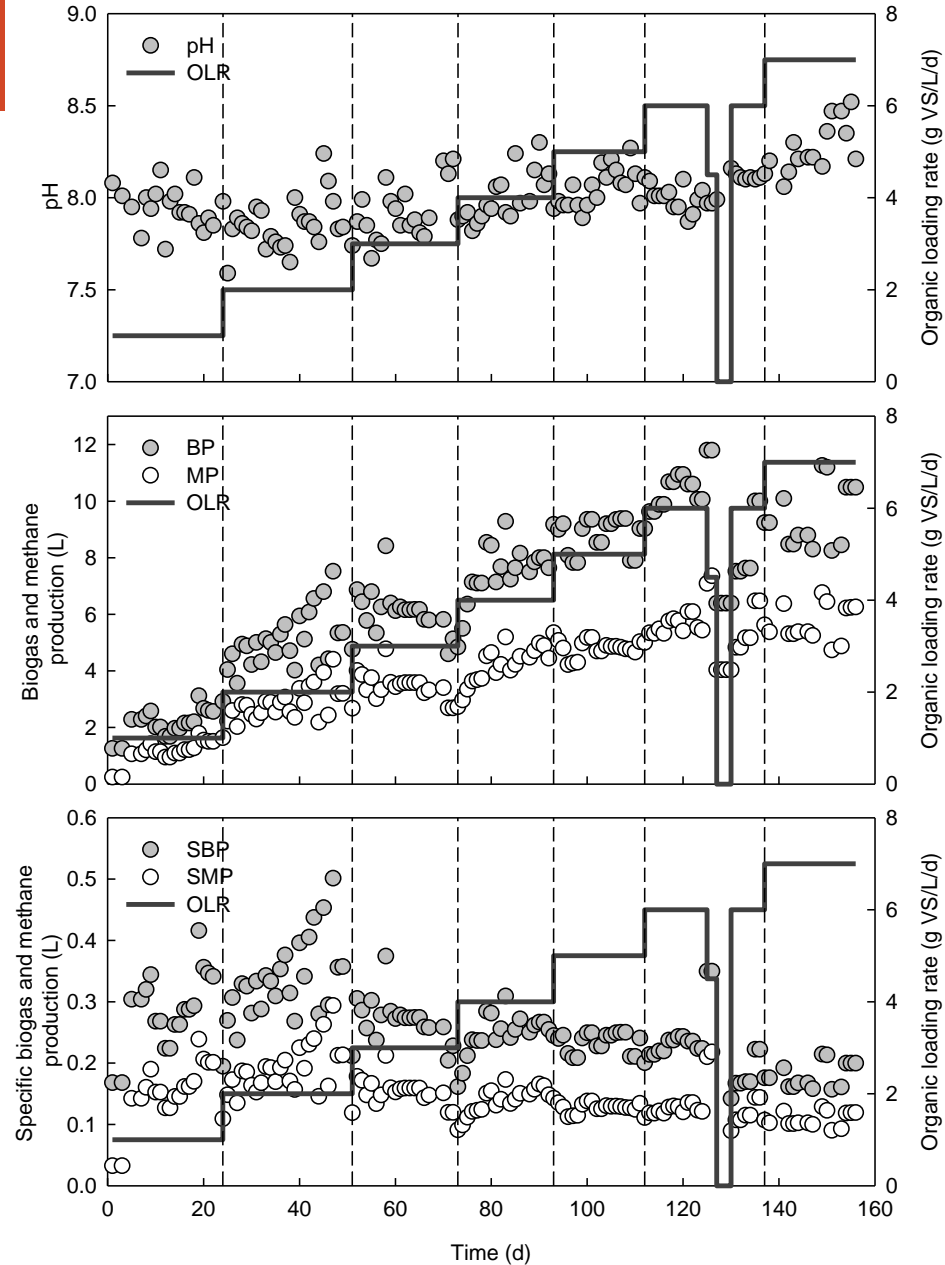 9.0
8.5
8.0
7.5
7.0
pH
pH
OLR
8
6
4
2
0
Organic loading rate (g VS/L/d)
12
10
8
6
4
2
0
Biogas and methane
production (L)
BP
MP
OLR
8
6
4
2
0
Organic loading rate (g VS/L/d)
0.6
0.5
0.4
0.3
0.2
0.1
0.0
Specific biogas and methane
production (L)
SBP
SMP
OLR
8
6
4
2
0
Organic loading rate (g VS/L/d)
0 20 40 60 80 100 120 140 160
Time (d)